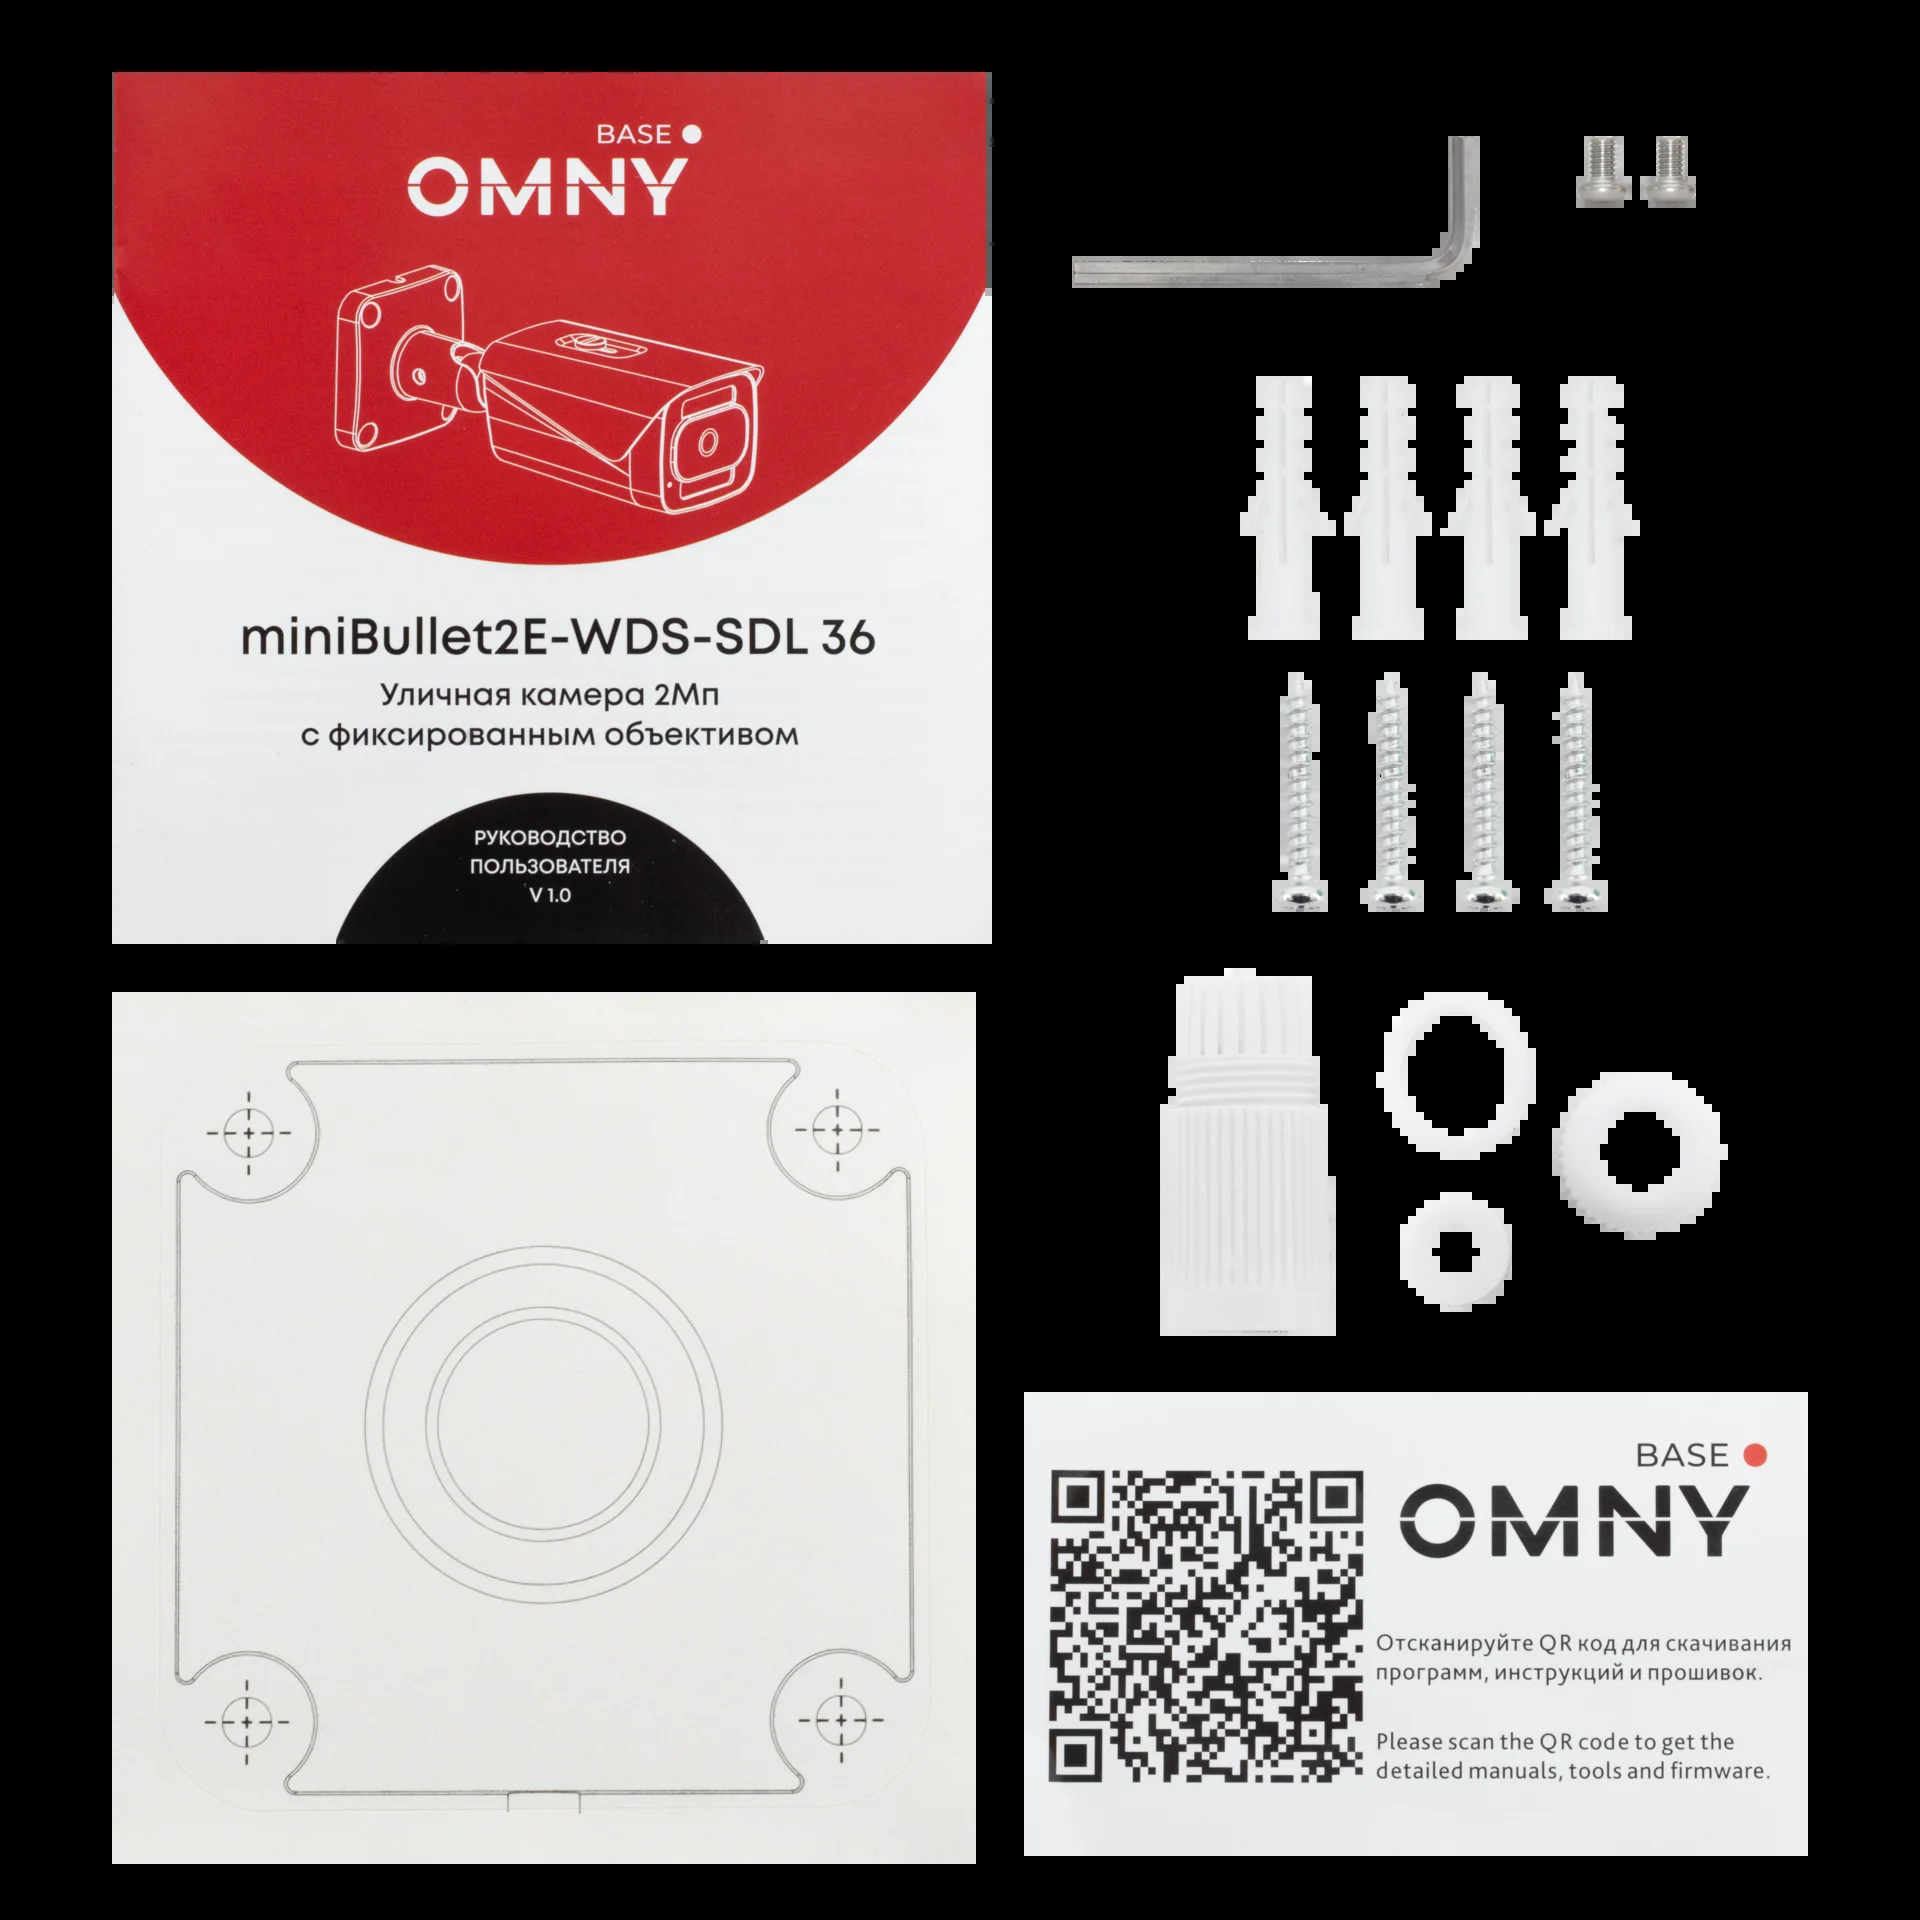 BASE
OMNY
miniBullet2E-WDS-SDL 36
Уличная камера 2Мп
с фиксированным объективом
РУКОВОДСТВО
ПОЛЬЗОВАТЕЛЯ
V 1.0
BASE
OMNY
Отсканируйте QR код для скачивания
программ, инструкций и прошивок.
Please scan the QR code to get the
detailed manuals, tools and firmware.